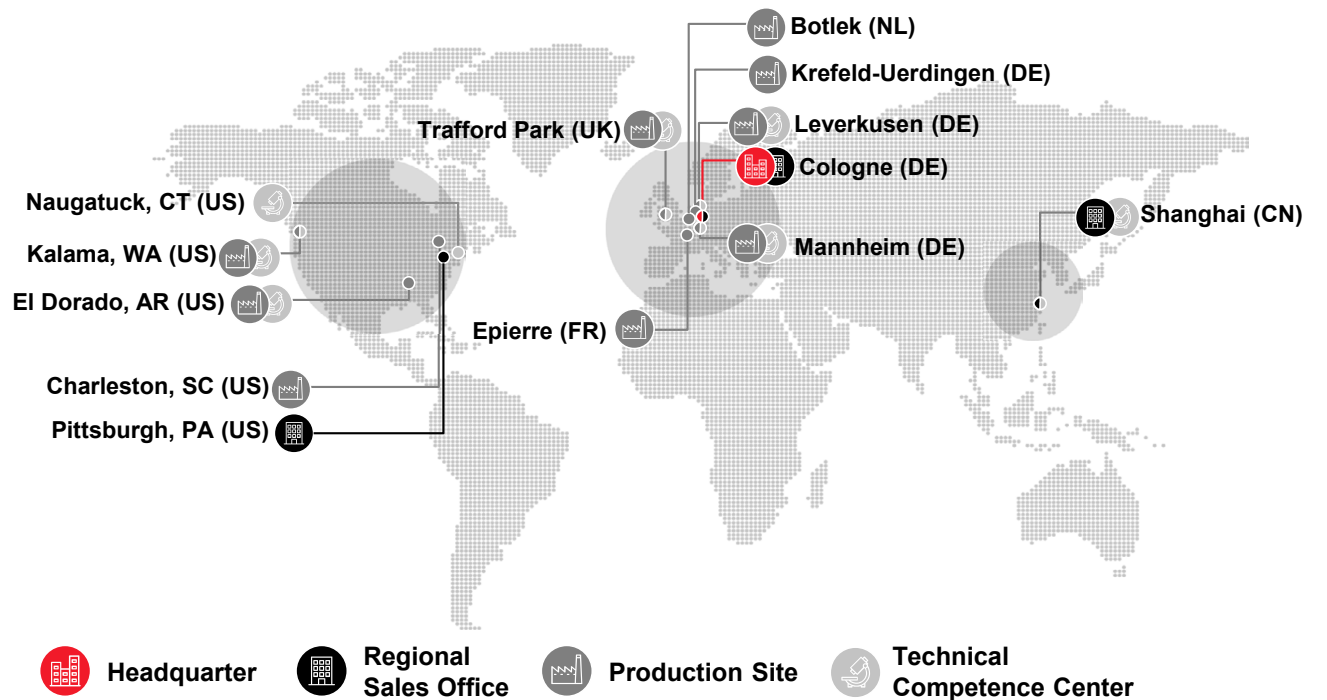 Botlek (NL)
Krefeld-Uerdingen (DE)
Trafford Park (UK)
Leverkusen (DE)
Cologne (DE)
Naugatuck, CT (US)
Shanghai (CN)
Kalama, WA (US)
Mannheim (DE)
El Dorado, AR (US)
Epierre (FR)
Charleston, SC (US)
Pittsburgh, PA (US)
Headquarter
Regional
Sales Office
Production Site
Technical
Competence Center